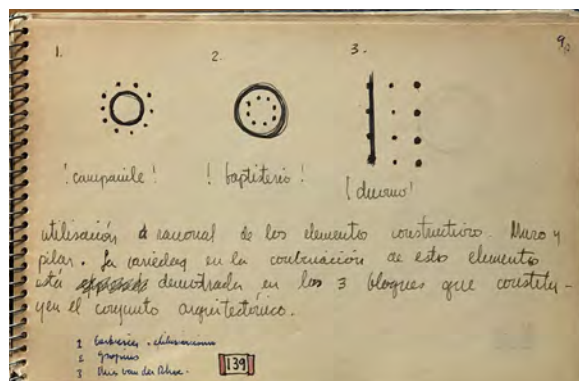 1. 2. 3. 9
! campanile ! ! baptisterio ! ! duomo !
utilisación racional de los elementos constructivos. Muro y
pilar. La variedad en la combinación de estos elementos
está demostrada en los 3 bloques que constitu-
yen el conjunto arquitectónico.
1 Corbusier -
2 Gropius
3 Mies van der Rohe.
139